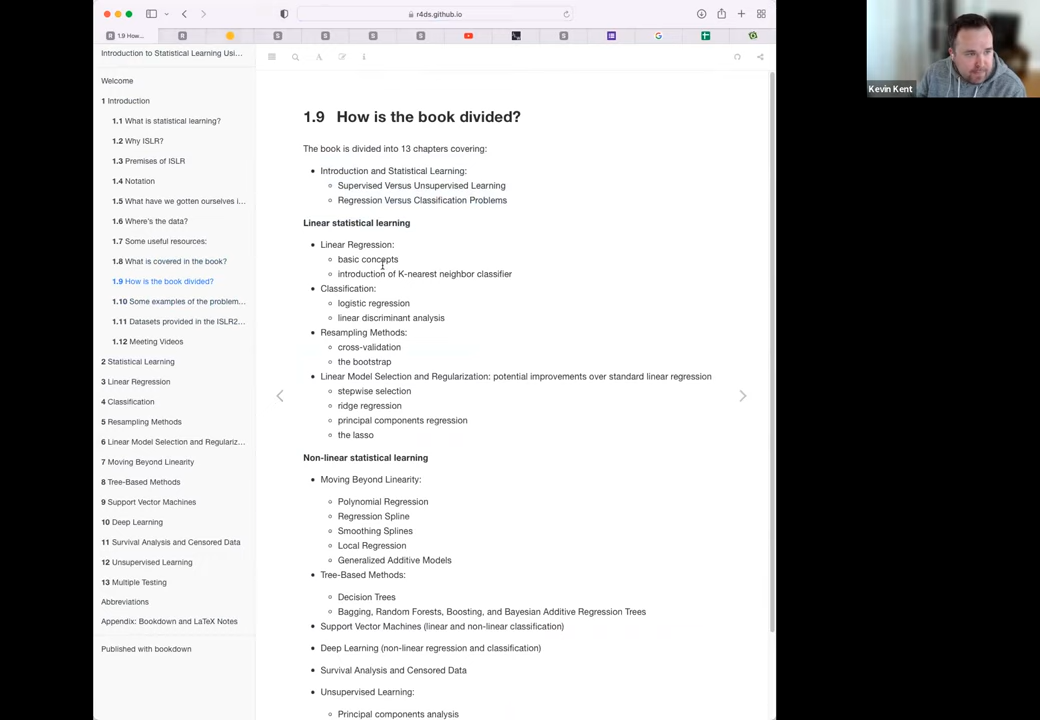 r4ds.github.io
1.9 How...
Introduction to Statistical Learning Usi...
Welcome
1 Introduction
1.1 What is statistical learning?
1.2 Why ISLR?
1.3 Premises of ISLR
1.4 Notation
1.5 What have we gotten ourselves i...
1.6 Where's the data?
1.7 Some useful resources:
1.8 What is covered in the book?
1.9 How is the book divided?
1.10 Some examples of the problem...
1.11 Datasets provided in the ISLR2...
1.12 Meeting Videos
2 Statistical Learning
3 Linear Regression
4 Classification
5 Resampling Methods
6 Linear Model Selection and Regulariz...
7 Moving Beyond Linearity
8 Tree-Based Methods
9 Support Vector Machines
10 Deep Learning
11 Survival Analysis and Censored Data
12 Unsupervised Learning
13 Multiple Testing
Abbreviations
Appendix: Bookdown and LaTeX Notes
Published with bookdown
1.9 How is the book divided?
The book is divided into 13 chapters covering:
Introduction and Statistical Learning:
Supervised Versus Unsupervised Learning
Regression Versus Classification Problems
Linear statistical learning
Linear Regression:
basic concepts
introduction of K-nearest neighbor classifier
Classification:
logistic regression
linear discriminant analysis
Resampling Methods:
cross-validation
the bootstrap
Linear Model Selection and Regularization: potential improvements over standard linear regression
stepwise selection
ridge regression
principal components regression
the lasso
Non-linear statistical learning
Moving Beyond Linearity:
Polynomial Regression
Regression Spline
Smoothing Splines
Local Regression
Generalized Additive Models
Tree-Based Methods:
Decision Trees
Bagging, Random Forests, Boosting, and Bayesian Additive Regression Trees
Support Vector Machines (linear and non-linear classification)
Deep Learning (non-linear regression and classification)
Survival Analysis and Censored Data
Unsupervised Learning:
Principal components analysis
Kevin Kent